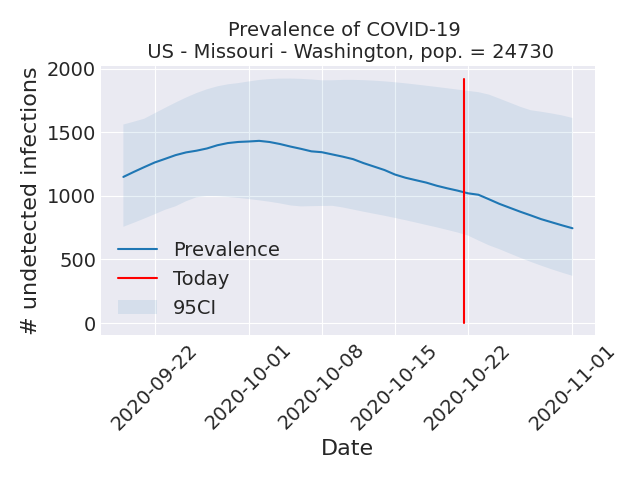 Prevalence of COVID-19
US - Missouri - Washington, pop. = 24730
# undetected infections
2000
1500
1000
500
0
Prevalence
Today
95CI
2020-09-22
2020-10-01
2020-10-08
2020-10-15
2020-10-22
2020-11-01
Date